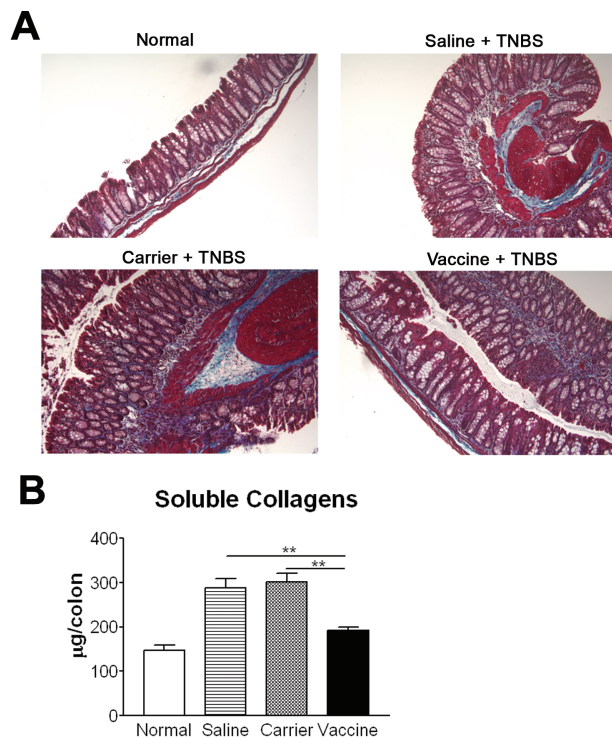 A
Normal
Saline + TNBS
Carrier + TNBS
Vaccine + TNBS
B
Soluble Collagens
µg/colon
400
300
200
100
0
**
**
Normal Saline Carrier Vaccine